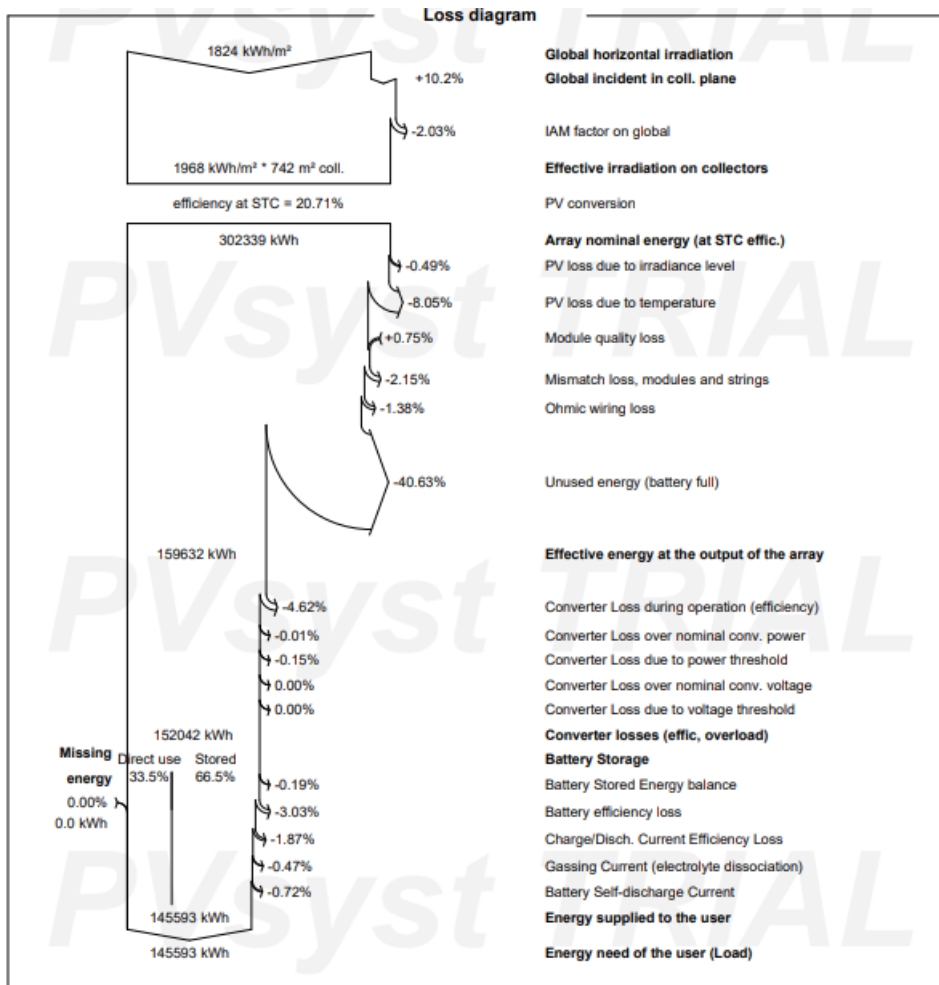 Loss diagram
PVsyst TRIAL
1824 kWh/m² Global horizontal irradiation
+10.2% Global incident in coll. plane
-2.03% IAM factor on global
1968 kWh/m² * 742 m² coll. Effective irradiation on collectors
efficiency at STC = 20.71% PV conversion
302339 kWh Array nominal energy (at STC effic.)
-0.49% PV loss due to irradiance level
PVsyst TRIAL
-8.05% PV loss due to temperature
+0.75% Module quality loss
-2.15% Mismatch loss, modules and strings
-1.38% Ohmic wiring loss
-40.63% Unused energy (battery full)
159632 kWh Effective energy at the output of the array
PVsyst TRIAL
-4.62% Converter Loss during operation (efficiency)
-0.01% Converter Loss over nominal conv. power
-0.15% Converter Loss due to power threshold
0.00% Converter Loss over nominal conv. voltage
0.00% Converter Loss due to voltage threshold
152042 kWh Converter losses (effic, overload)
Missing Direct use Stored Battery Storage
energy 33.5% 66.5% -0.19% Battery Stored Energy balance
0.00% -3.03% Battery efficiency loss
0.0 kWh
-1.87% Charge/Disch. Current Efficiency Loss
-0.47% Gassing Current (electrolyte dissociation)
-0.72% Battery Self-discharge Current
PVsyst TRIAL
145593 kWh Energy supplied to the user
145593 kWh Energy need of the user (Load)